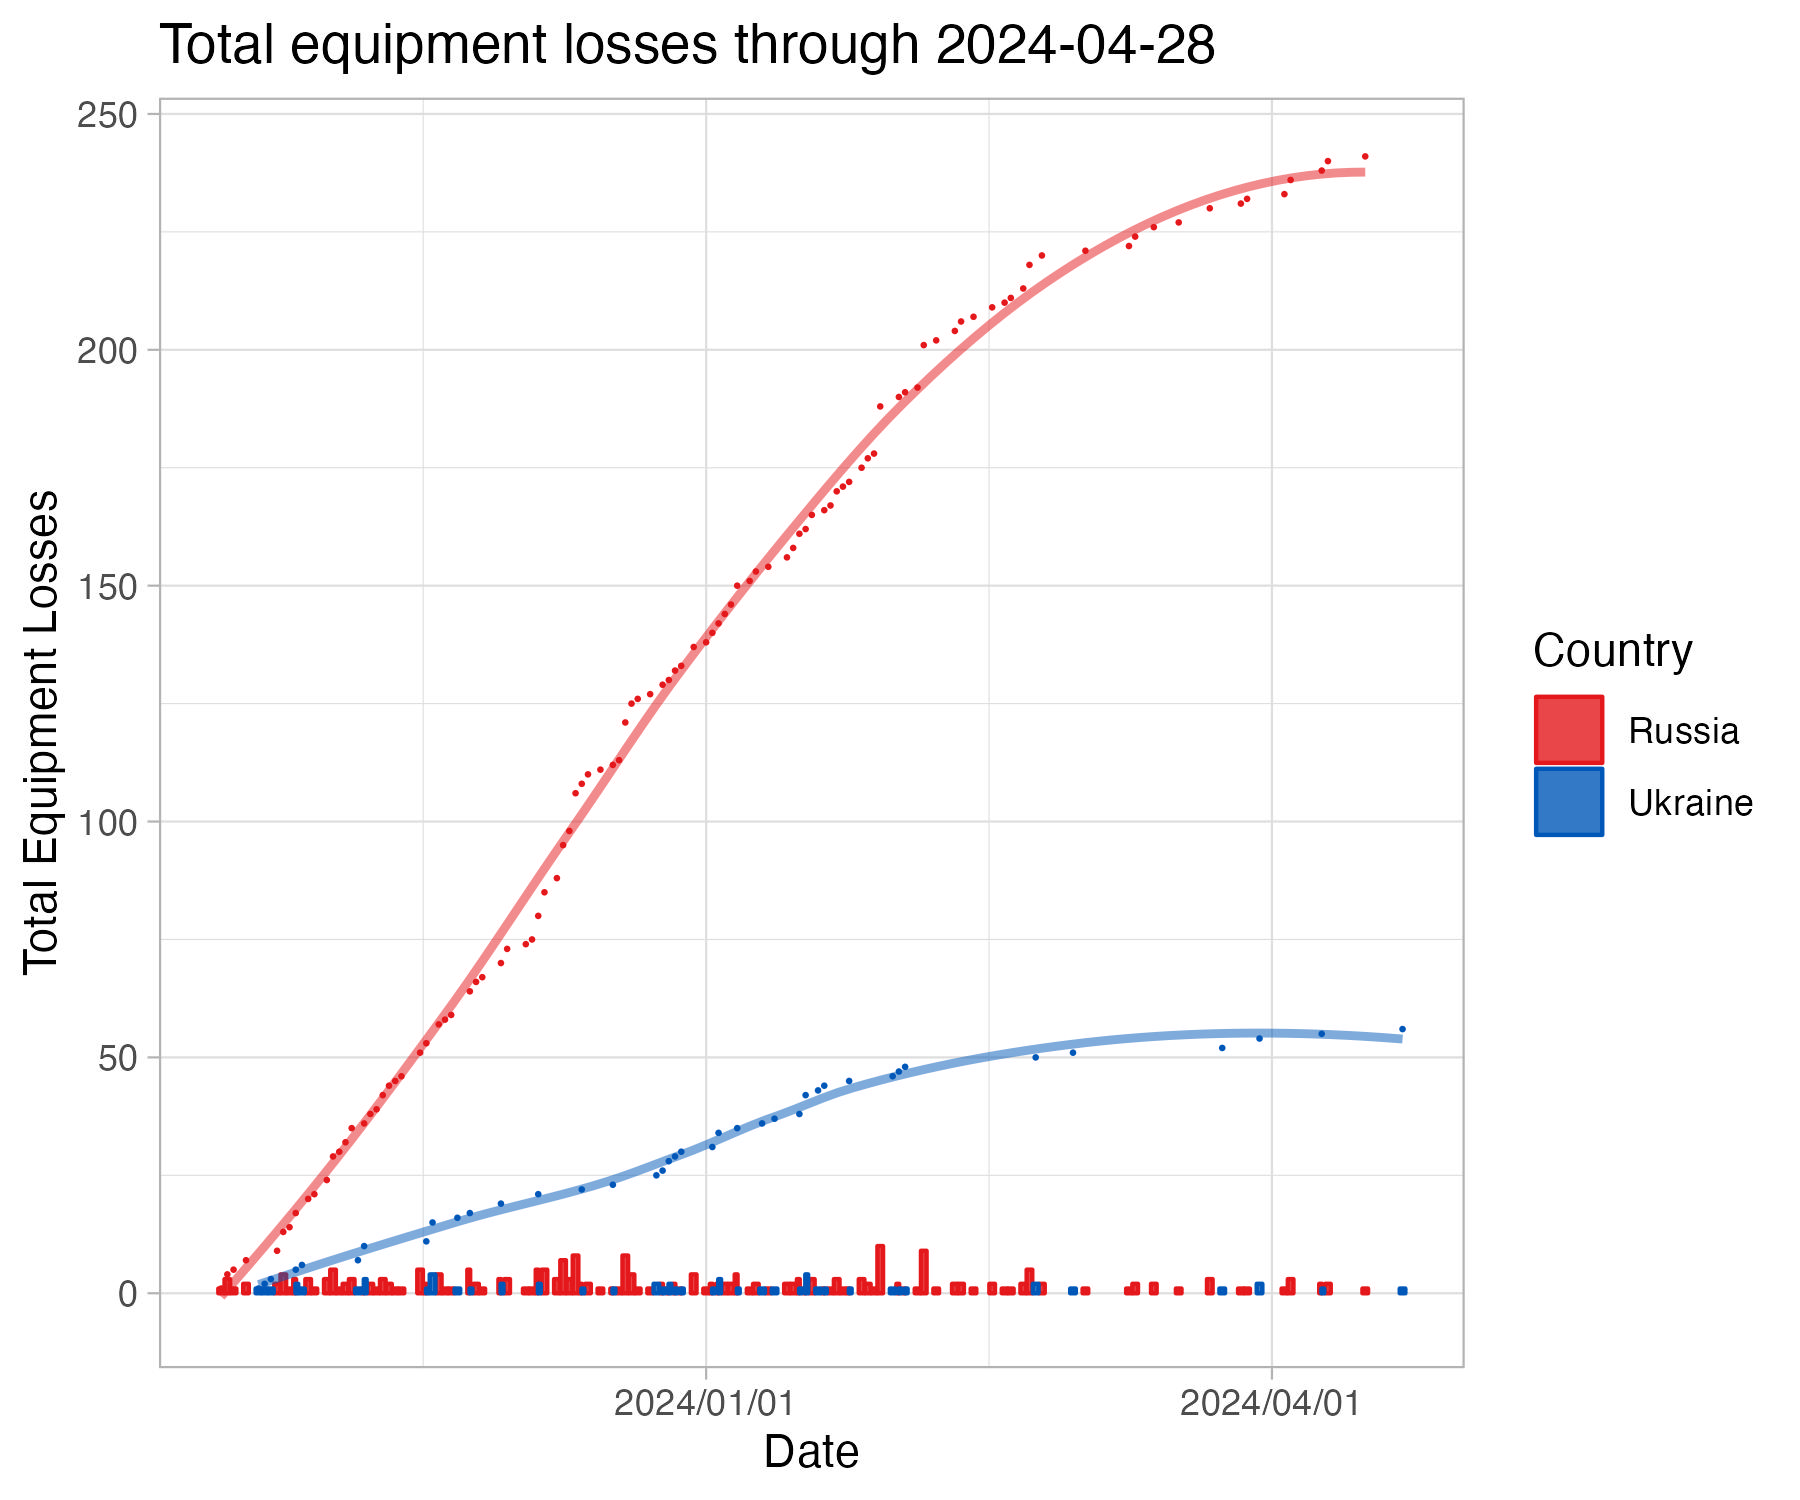 Total equipment losses through 2024-04-28
Total Equipment Losses
250
200
150
100
50
0
2024/01/01
2024/04/01
Date
Country
Russia
Ukraine